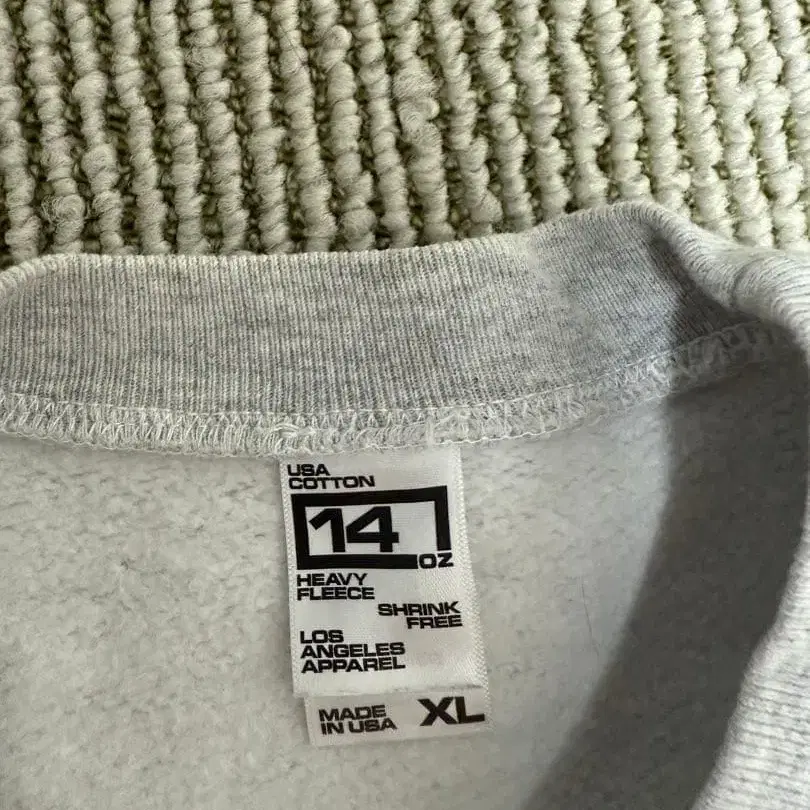 USA
COTTON
14
OZ
HEAVY
FLEECE
SHRINK
FREE
LOS
ANGELES
APPAREL
MADE
IN USA
XL